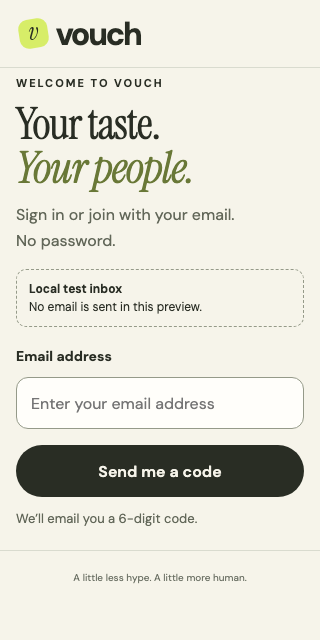 v vouch
WELCOME TO VOUCH
Your taste.
Your people.
Sign in or join with your email.
No password.
Local test inbox
No email is sent in this preview.
Email address
Enter your email address
Send me a code
We’ll email you a 6-digit code.
A little less hype. A little more human.